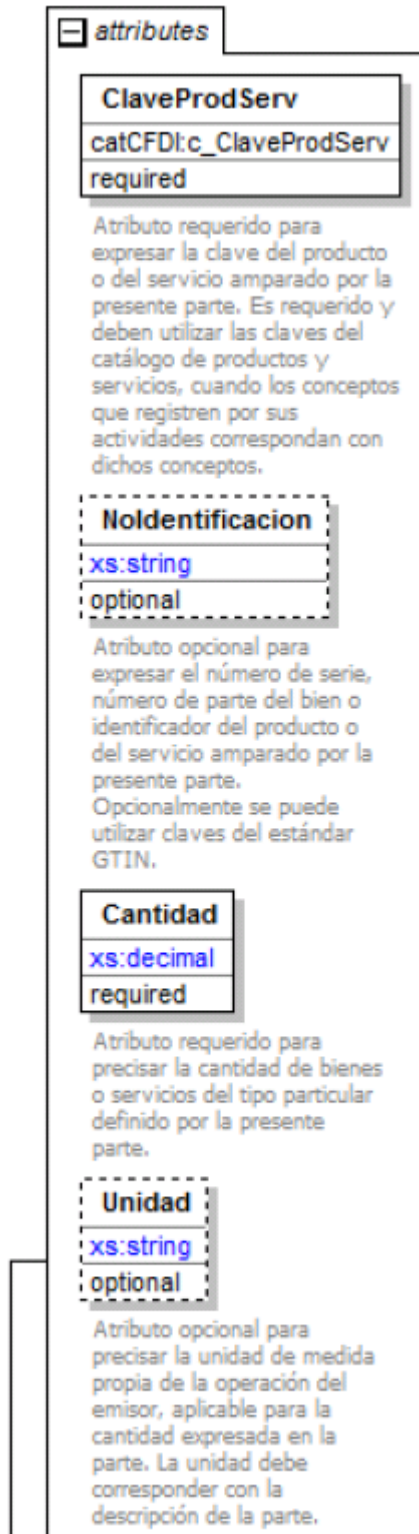 attributes
ClaveProdServ
catCFDI:c_ClaveProdServ
required
Atributo requerido para
expresar la clave del producto
o del servicio amparado por la
presente parte. Es requerido y
deben utilizar las claves del
catálogo de productos y
servicios, cuando los conceptos
que registren por sus
actividades correspondan con
dichos conceptos.
NoIdentificacion
xs:string
optional
Atributo opcional para
expresar el número de serie,
número de parte del bien o
identificador del producto o
del servicio amparado por la
presente parte.
Opcionalmente se puede
utilizar claves del estándar
GTIN.
Cantidad
xs:decimal
required
Atributo requerido para
precisar la cantidad de bienes
o servicios del tipo particular
definido por la presente
parte.
Unidad
xs:string
optional
Atributo opcional para
precisar la unidad de medida
propia de la operación del
emisor, aplicable para la
cantidad expresada en la
parte. La unidad debe
corresponder con la
descripción de la parte.